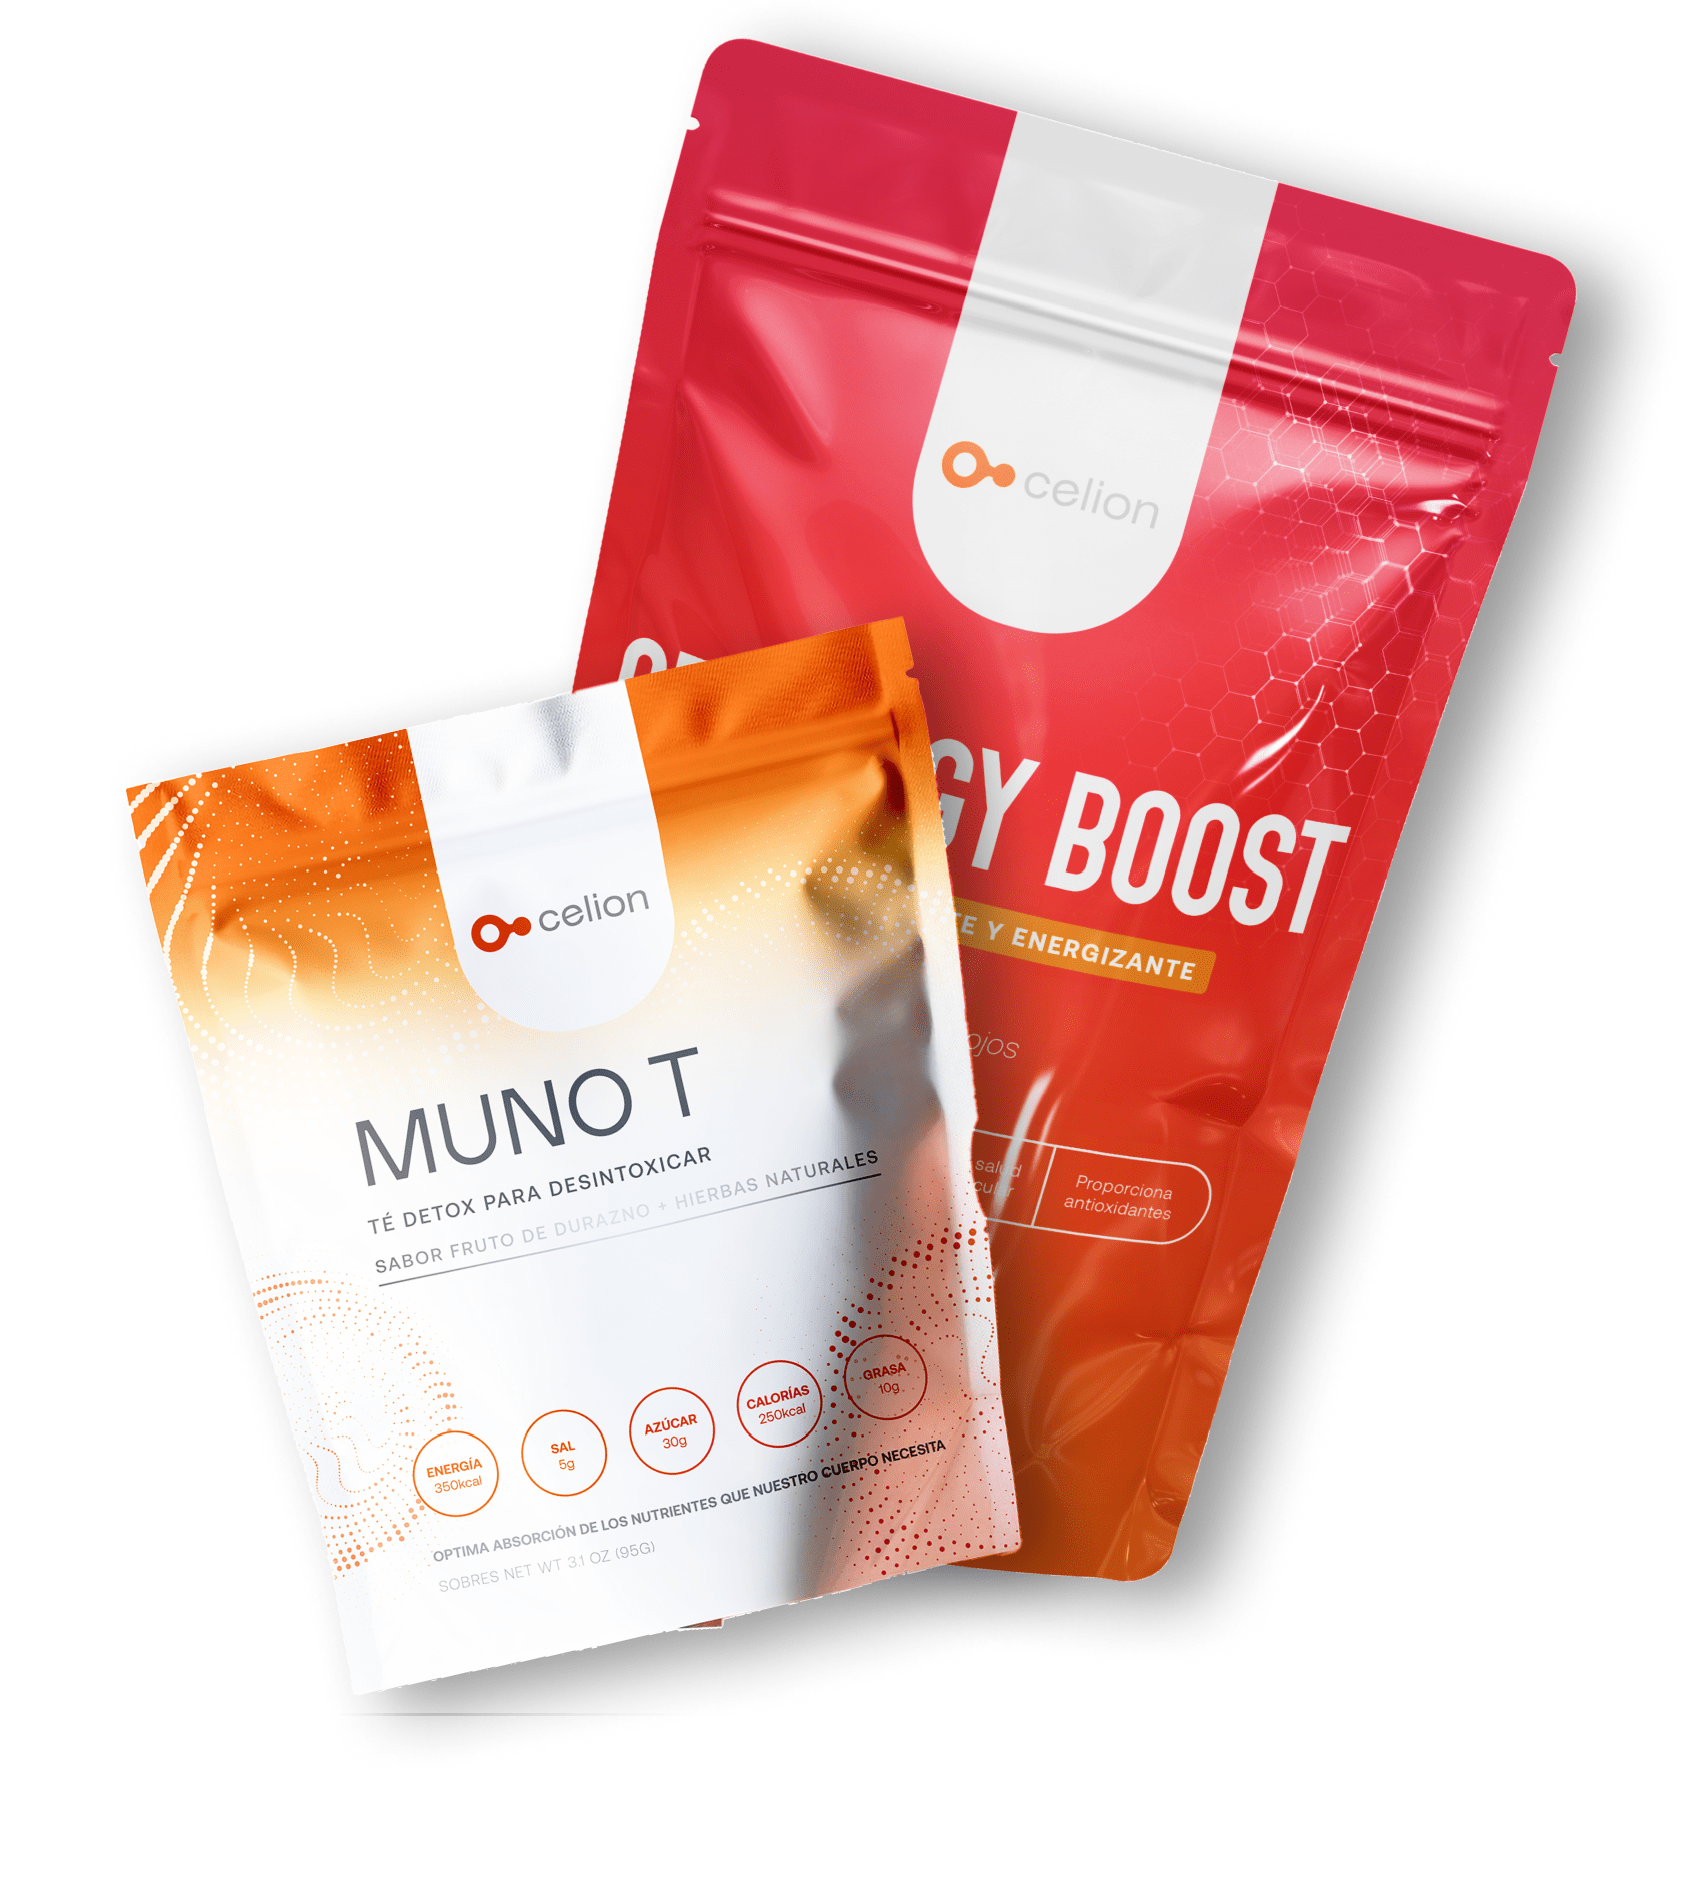 celion
GY BOOST
TE Y ENERGIZANTE
ojos
salud
Proporciona
antioxidantes
celion
MUNO T
TÉ DETOX PARA DESINTOXICAR
SABOR FRUTO DE DURAZNO + HIERBAS NATURALES
ENERGÍA
350kcal
SAL
5g
AZÚCAR
30g
CALORÍAS
250kcal
GRASA
10g
OPTIMA ABSORCIÓN DE LOS NUTRIENTES QUE NUESTRO CUERPO NECESITA
SOBRES NET WT 3.1 OZ (95G)